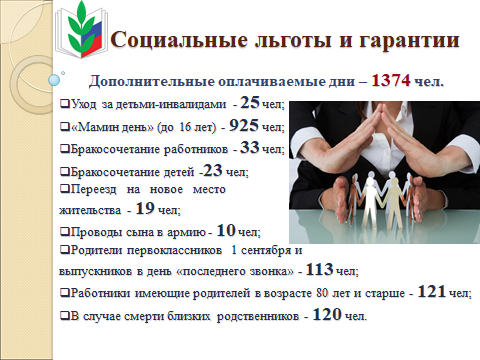 Социальные льготы и гарантии
Дополнительные оплачиваемые дни – 1374 чел.
❑Уход за детьми-инвалидами - 25 чел;
❑«Мамин день» (до 16 лет) - 925 чел;
❑Бракосочетание работников - 33 чел;
❑Бракосочетание детей -23 чел;
❑Переезд на новое место
жительства - 19 чел;
❑Проводы сына в армию - 10 чел;
❑Родители первоклассников 1 сентября и
выпускников в день «последнего звонка» - 113 чел;
❑Работники имеющие родителей в возрасте 80 лет и старше - 121 чел;
❑В случае смерти близких родственников - 120 чел.